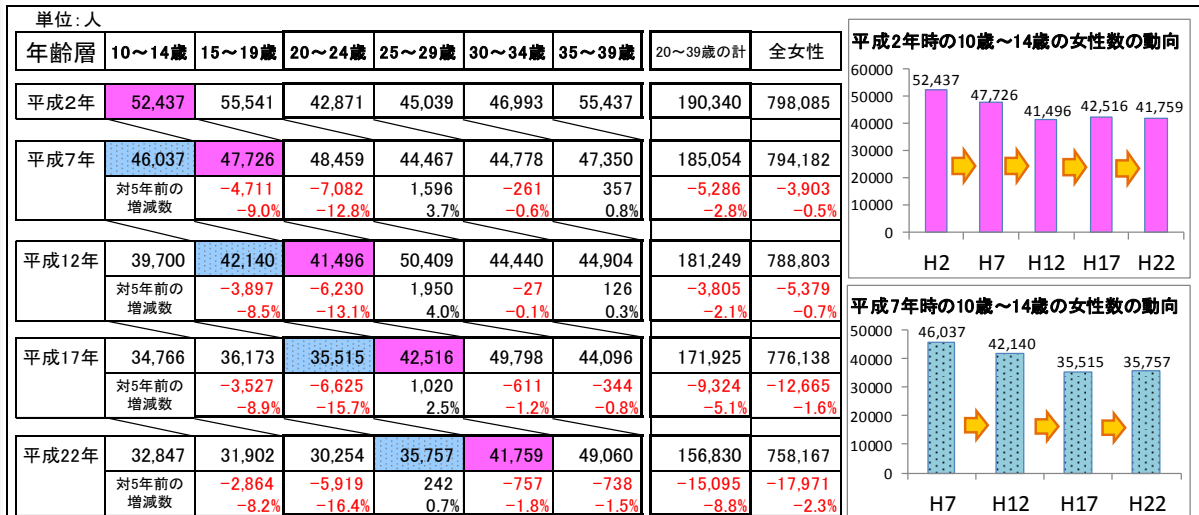 単位:人
年齢層 10～14歳 15～19歳 20～24歳 25～29歳 30～34歳 35～39歳 20～39歳の計 全女性
平成2年 52,437 55,541 42,871 45,039 46,993 55,437 190,340 798,085
平成7年 46,037 47,726 48,459 44,467 44,778 47,350 185,054 794,182
対5年前の −4,711 −7,082 1,596 −261 357 −5,286 −3,903
増減数 −9.0% −12.8% 3.7% −0.6% 0.8% −2.8% −0.5%
平成12年 39,700 42,140 41,496 50,409 44,440 44,904 181,249 788,803
対5年前の −3,897 −6,230 1,950 −27 126 −3,805 −5,379
増減数 −8.5% −13.1% 4.0% −0.1% 0.3% −2.1% −0.7%
平成17年 34,766 36,173 35,515 42,516 49,798 44,096 171,925 776,138
対5年前の −3,527 −6,625 1,020 −611 −344 −9,324 −12,665
増減数 −8.9% −15.7% 2.5% −1.2% −0.8% −5.1% −1.6%
平成22年 32,847 31,902 30,254 35,757 41,759 49,060 156,830 758,167
対5年前の −2,864 −5,919 242 −757 −738 −15,095 −17,971
増減数 −8.2% −16.4% 0.7% −1.8% −1.5% −8.8% −2.3%
平成2年時の10歳～14歳の女性数の動向
60000
50000
40000
30000
20000
10000
0
52,437 47,726 41,496 42,516 41,759
H2 H7 H12 H17 H22
平成7年時の10歳～14歳の女性数の動向
50000
40000
30000
20000
10000
0
46,037 42,140 35,515 35,757
H7 H12 H17 H22